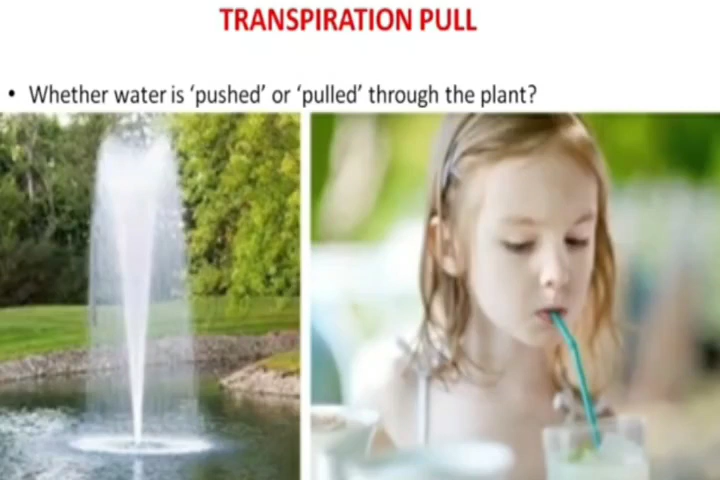 TRANSPIRATION PULL
• Whether water is ‘pushed’ or ‘pulled’ through the plant?